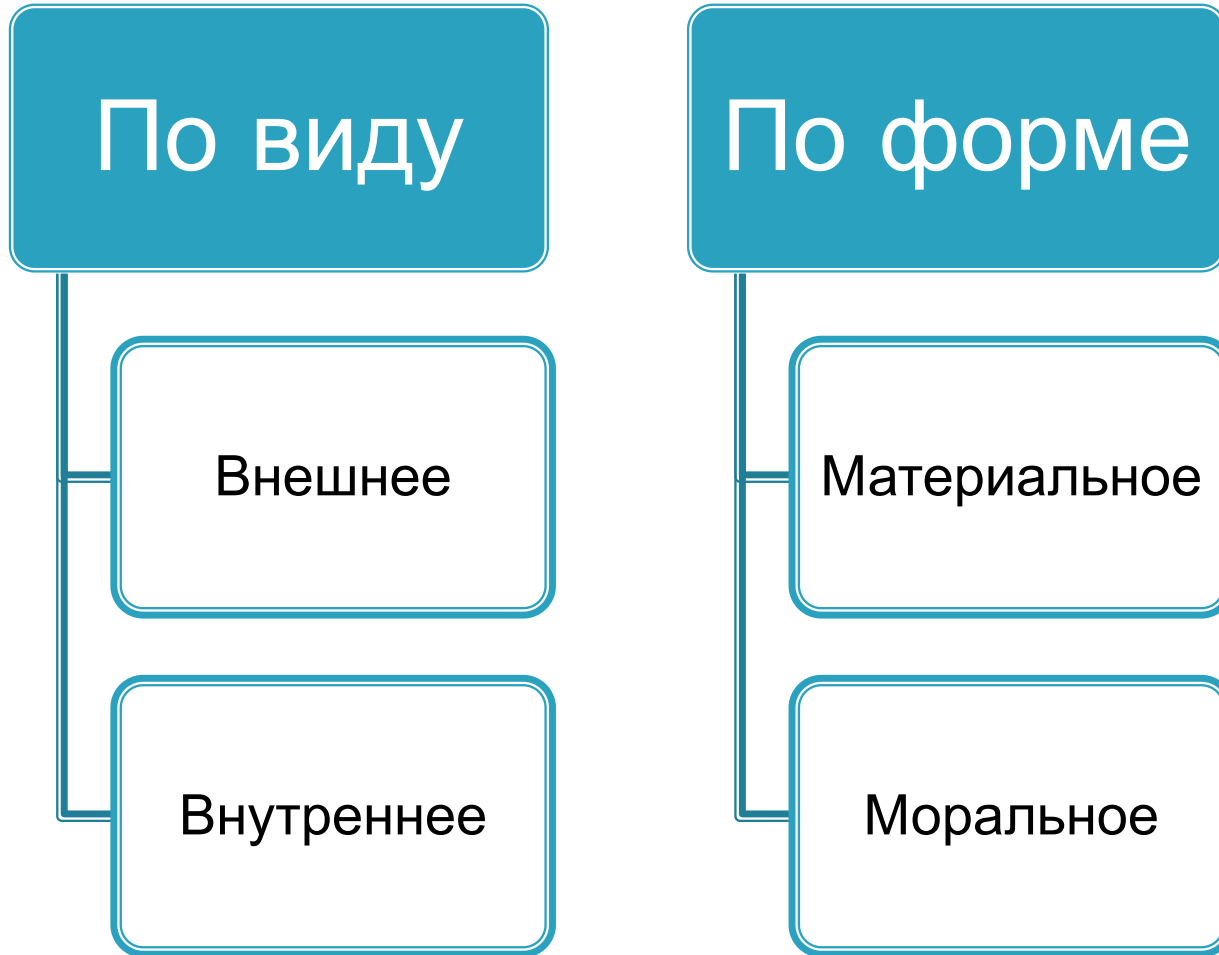 По виду
Внешнее
Внутреннее
По форме
Материальное
Моральное